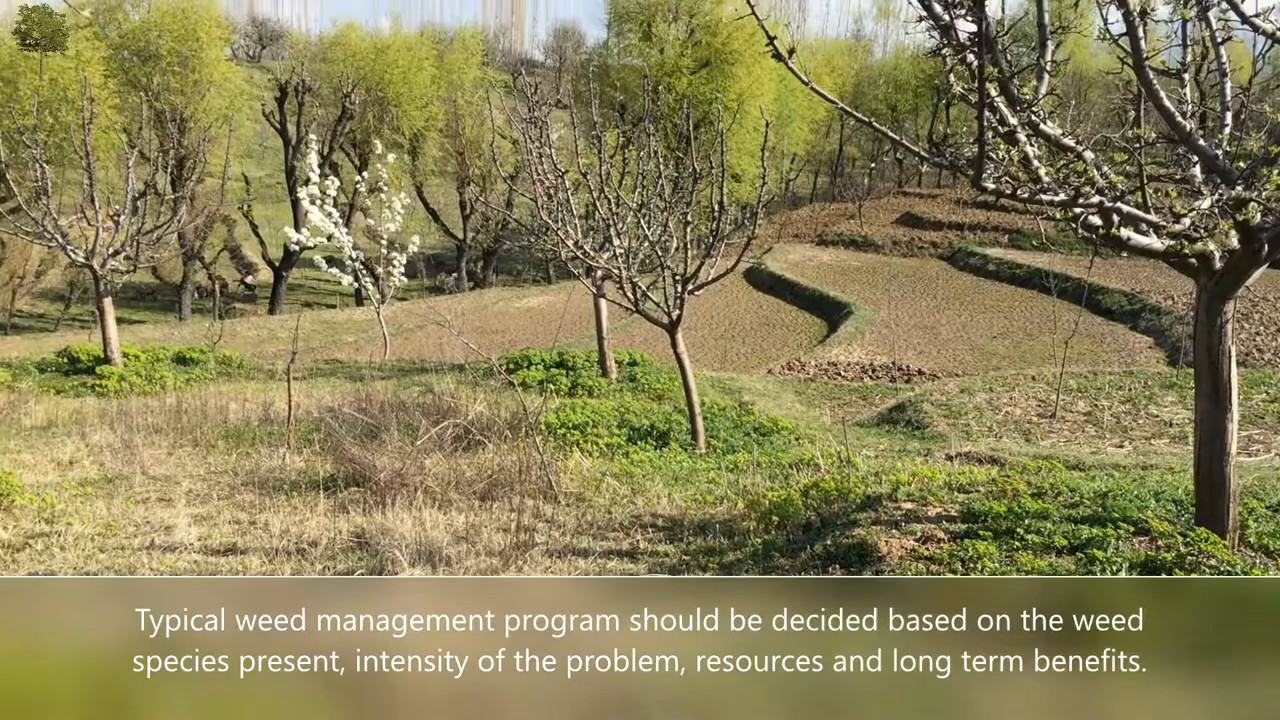 Typical weed management program should be decided based on the weed
species present, intensity of the problem, resources and long term benefits.